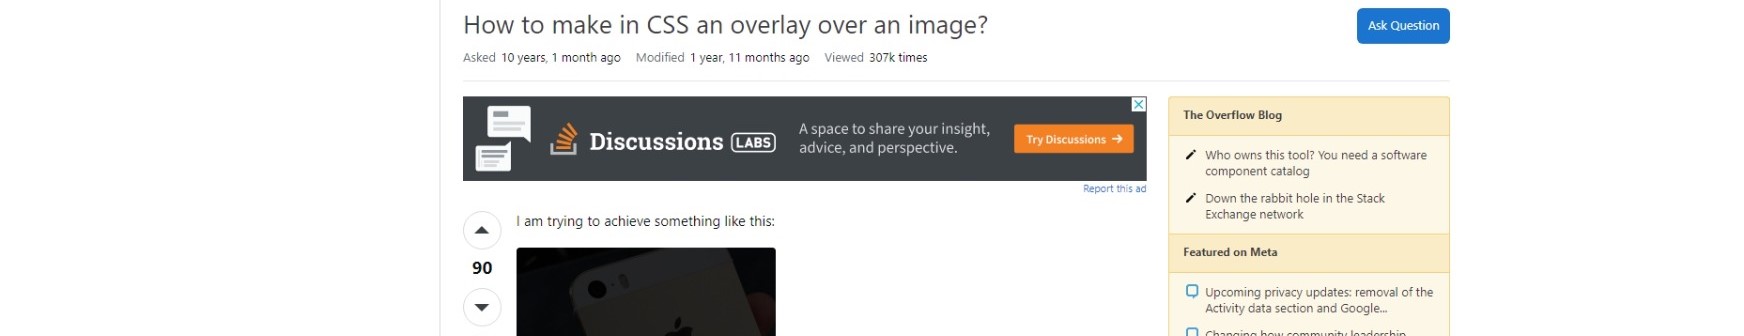 How to make in CSS an overlay over an image?
Ask Question
Asked 10 years, 1 month ago Modified 1 year, 11 months ago Viewed 307k times
Discussions LABS
A space to share your insight,
advice, and perspective.
Try Discussions →
Report this ad
I am trying to achieve something like this:
90
The Overflow Blog
Who owns this tool? You need a software
component catalog
Down the rabbit hole in the Stack
Exchange network
Featured on Meta
Upcoming privacy updates: removal of the
Activity data section and Google...
Changing how community leadership